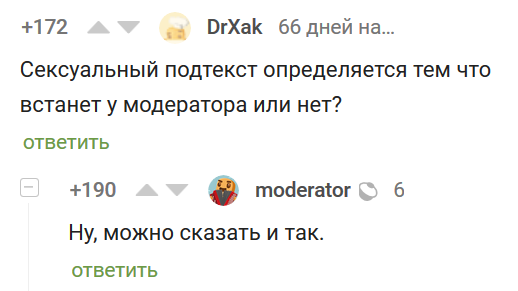 +172 DrXak 66 дней на...
Сексуальный подтекст определяется тем что
встанет у модератора или нет?
ответить
+190 moderator 6
Ну, можно сказать и так.
ответить